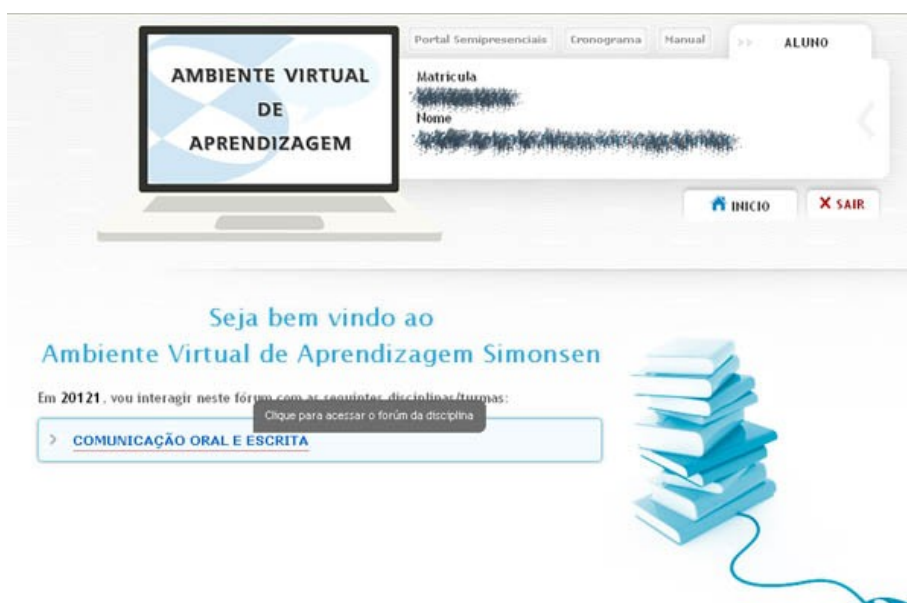 Portal Semipresenciais Cronograma Manual >> ALUNO
AMBIENTE VIRTUAL
DE
APRENDIZAGEM
Matrícula
Nome
INICIO X SAIR
Seja bem vindo ao
Ambiente Virtual de Aprendizagem Simonsen
Em 20121, vou interagir neste fórum com as seguintes disciplinas/turmas:
Clique para acessar o forúm da disciplina
> COMUNICAÇÃO ORAL E ESCRITA